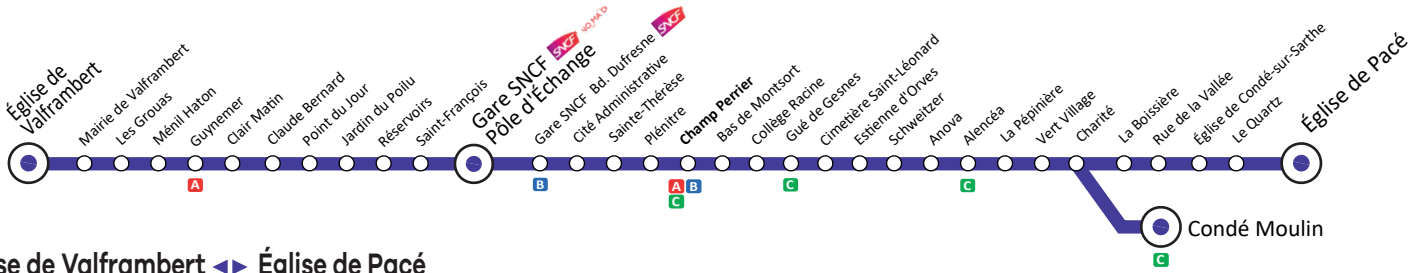 Église de
Valframbert
Mairie de Valframbert
Les Grouas
Ménil Haton
Guynemer
A
Clair Matin
Claude Bernard
Point du Jour
Jardin du Poilu
Réservoirs
Saint-François
Gare SNCF SNCF NOMAD
Pôle d'Échange
Gare SNCF Bd. Dufresne SNCF
B
Cité Administrative
Sainte-Thérèse
Plénitre
Champ Perrier
A B
C
Bas de Montsort
Collège Racine
Gué de Gesnes
C
Cimetière Saint-Léonard
Estienne d'Orves
Schweitzer
Anova
Alencéa
C
La Pépinière
Vert Village
Charité
La Boissière
Rue de la Vallée
Église de Condé-sur-Sarthe
Le Quartz
Église de Pacé
Condé Moulin
C
se de Valframbert ◄► Église de Pacé